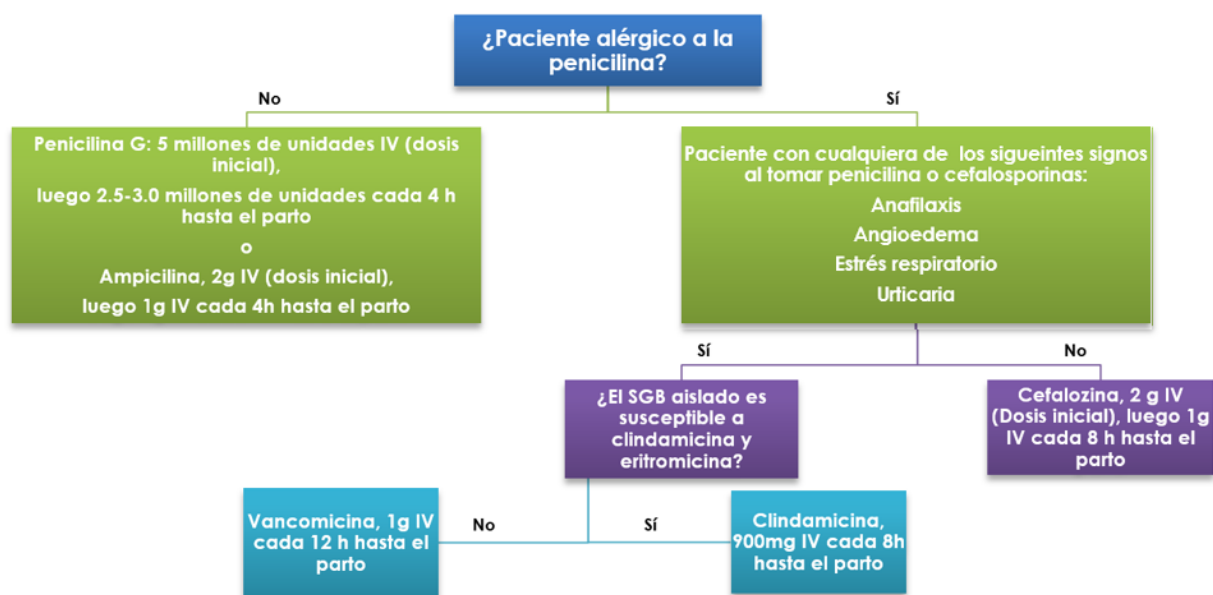 ¿Paciente alérgico a la
penicilina?
No
Sí
Penicilina G: 5 millones de unidades IV (dosis
inicial),
luego 2.5-3.0 millones de unidades cada 4 h
hasta el parto
o
Ampicilina, 2g IV (dosis inicial),
luego 1g IV cada 4h hasta el parto
Paciente con cualquiera de los sigueintes signos
al tomar penicilina o cefalosporinas:
Anafilaxis
Angioedema
Estrés respiratorio
Urticaria
Sí
No
¿El SGB aislado es
susceptible a
clindamicina y
eritromicina?
Cefalozina, 2 g IV
(Dosis inicial), luego 1g
IV cada 8 h hasta el
parto
Vancomicina, 1g IV
cada 12 h hasta el
parto
No
Sí
Clindamicina,
900mg IV cada 8h
hasta el parto